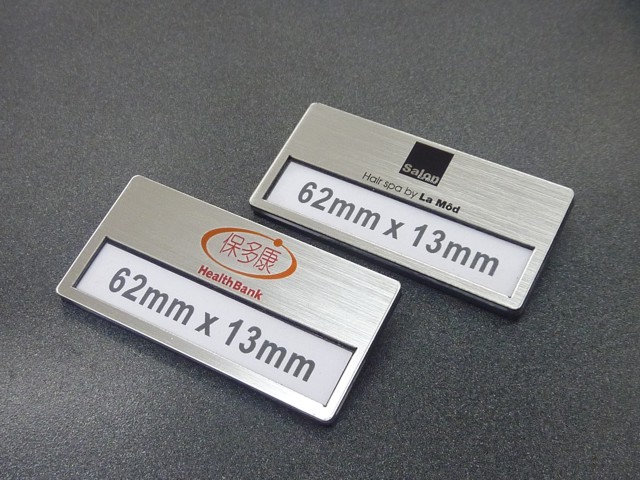 保多康
HealthBank
62mm x 13mm
Salon
Hair spa by La Mōd
62mm x 13mm